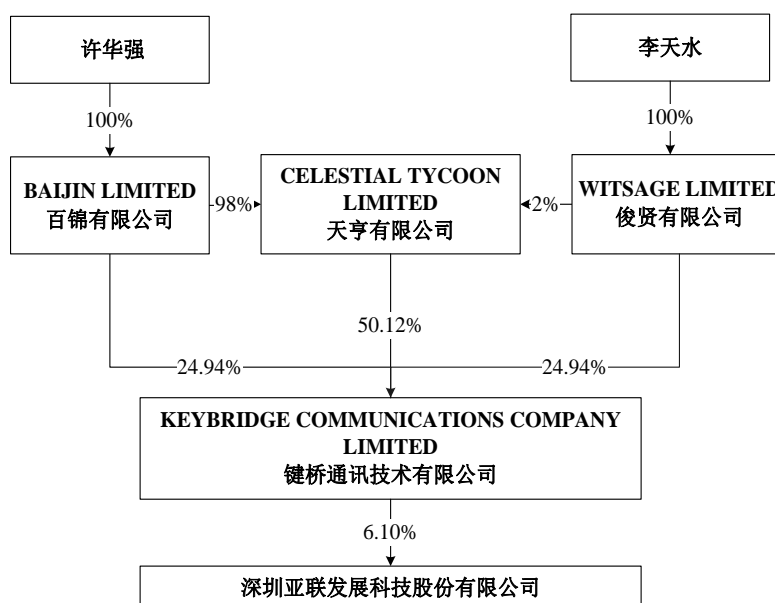 许华强
李天水
100%
100%
BAIJIN LIMITED
百锦有限公司
98%
CELESTIAL TYCOON
LIMITED
天亨有限公司
2%
WITSAGE LIMITED
俊贤有限公司
50.12%
24.94%
24.94%
KEYBRIDGE COMMUNICATIONS COMPANY
LIMITED
键桥通讯技术有限公司
6.10%
深圳亚联发展科技股份有限公司